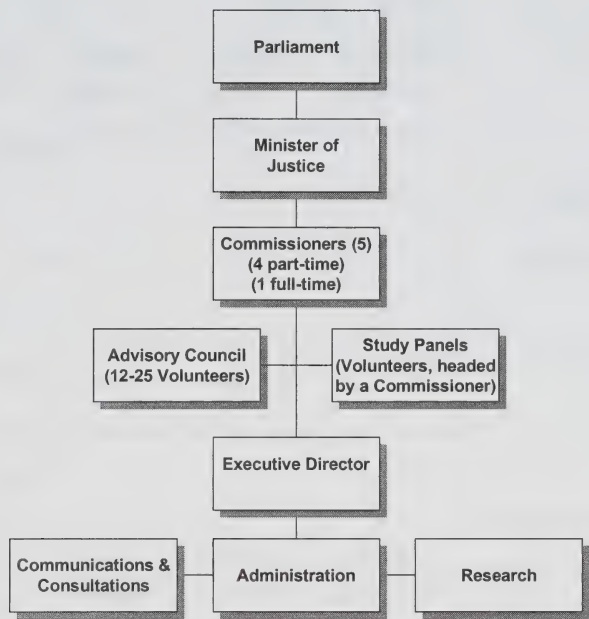 Parliament
Minister of
Justice
Commissioners (5)
(4 part-time)
(1 full-time)
Advisory Council
(12-25 Volunteers)
Study Panels
(Volunteers, headed
by a Commissioner)
Executive Director
Communications &
Consultations
Administration
Research